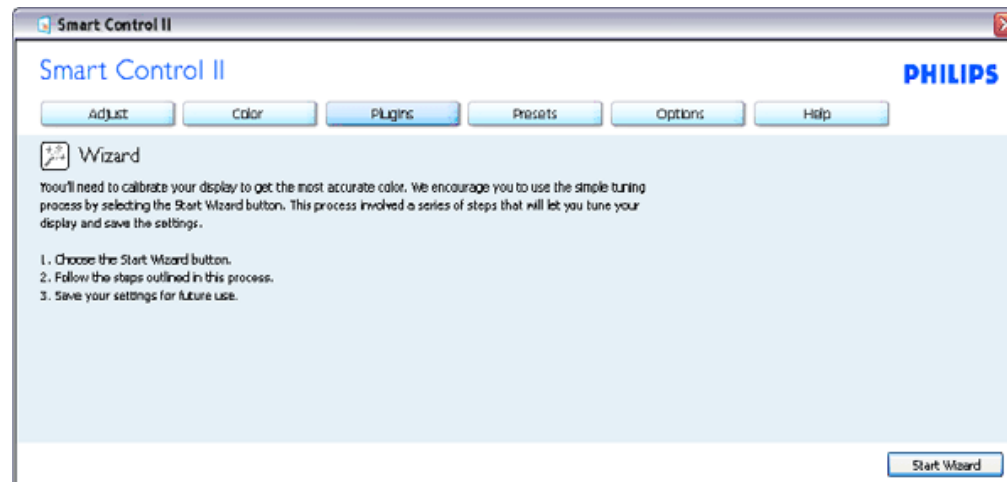 Smart Control II
Smart Control II
PHILIPS
Adjust Color Plugins Presets Options Help
Wizard
Yoou'll need to calibrate your display to get the most accurate color. We encourage you to use the simple tuning
process by selecting the Start Wizard button. This process involved a series of steps that will let you tune your
display and save the settings.
1. Choose the Start Wizard button.
2. Follow the steps outlined in this process.
3. Save your settings for future use.
Start Wizard